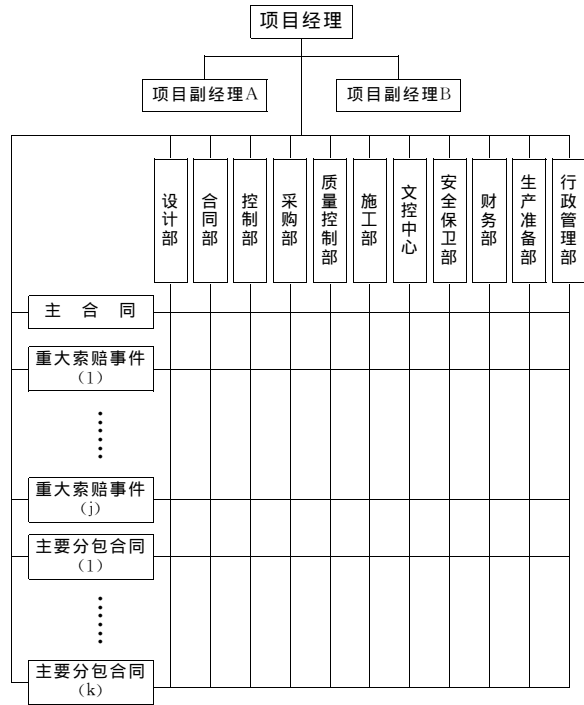 项目经理
项目副经理A
项目副经理B
设计部
合同部
控制部
采购部
质量控制部
施工部
文控中心
安全保卫部
财务部
生产准备部
行政管理部
主 合 同
重大索赔事件
(1)
重大索赔事件
(j)
主要分包合同
(1)
主要分包合同
(k)